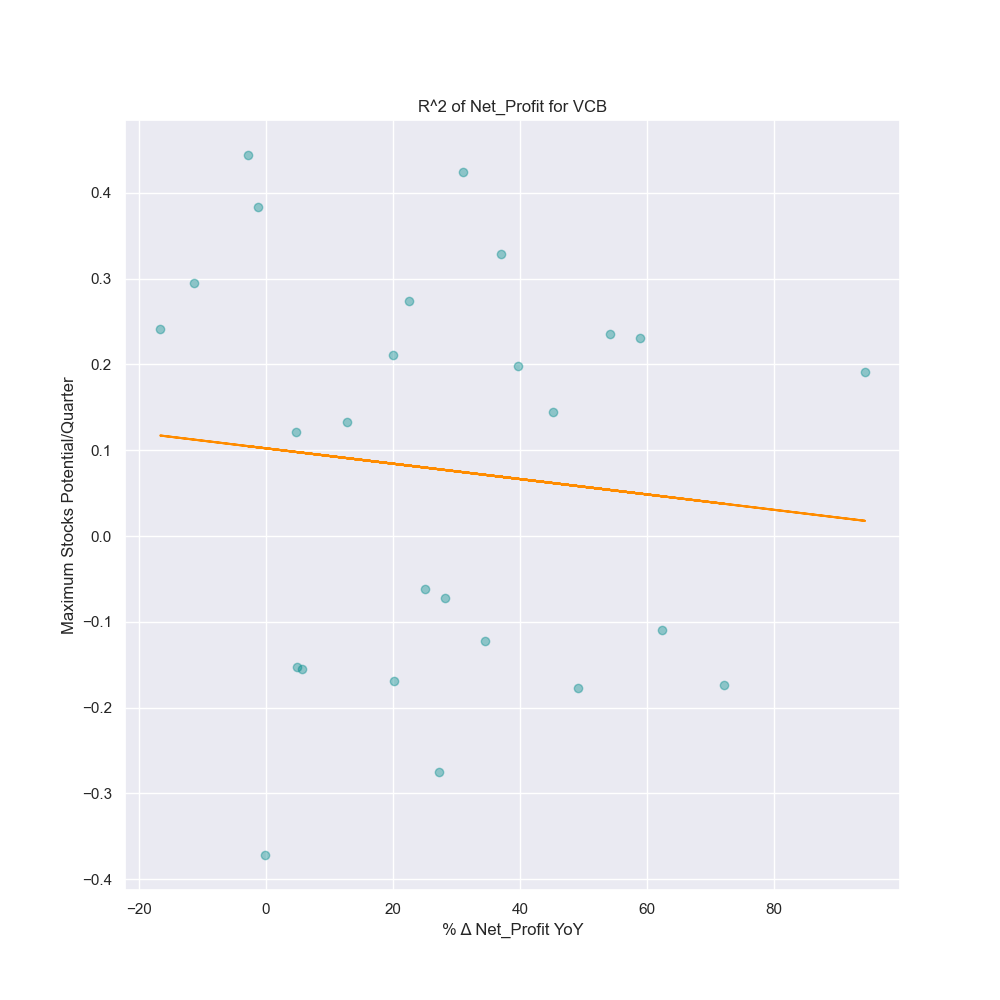 R^2 of Net_Profit for VCB
Maximum Stocks Potential/Quarter
0.4
0.3
0.2
0.1
0.0
−0.1
−0.2
−0.3
−0.4
−20 0 20 40 60 80
% Δ Net_Profit YoY